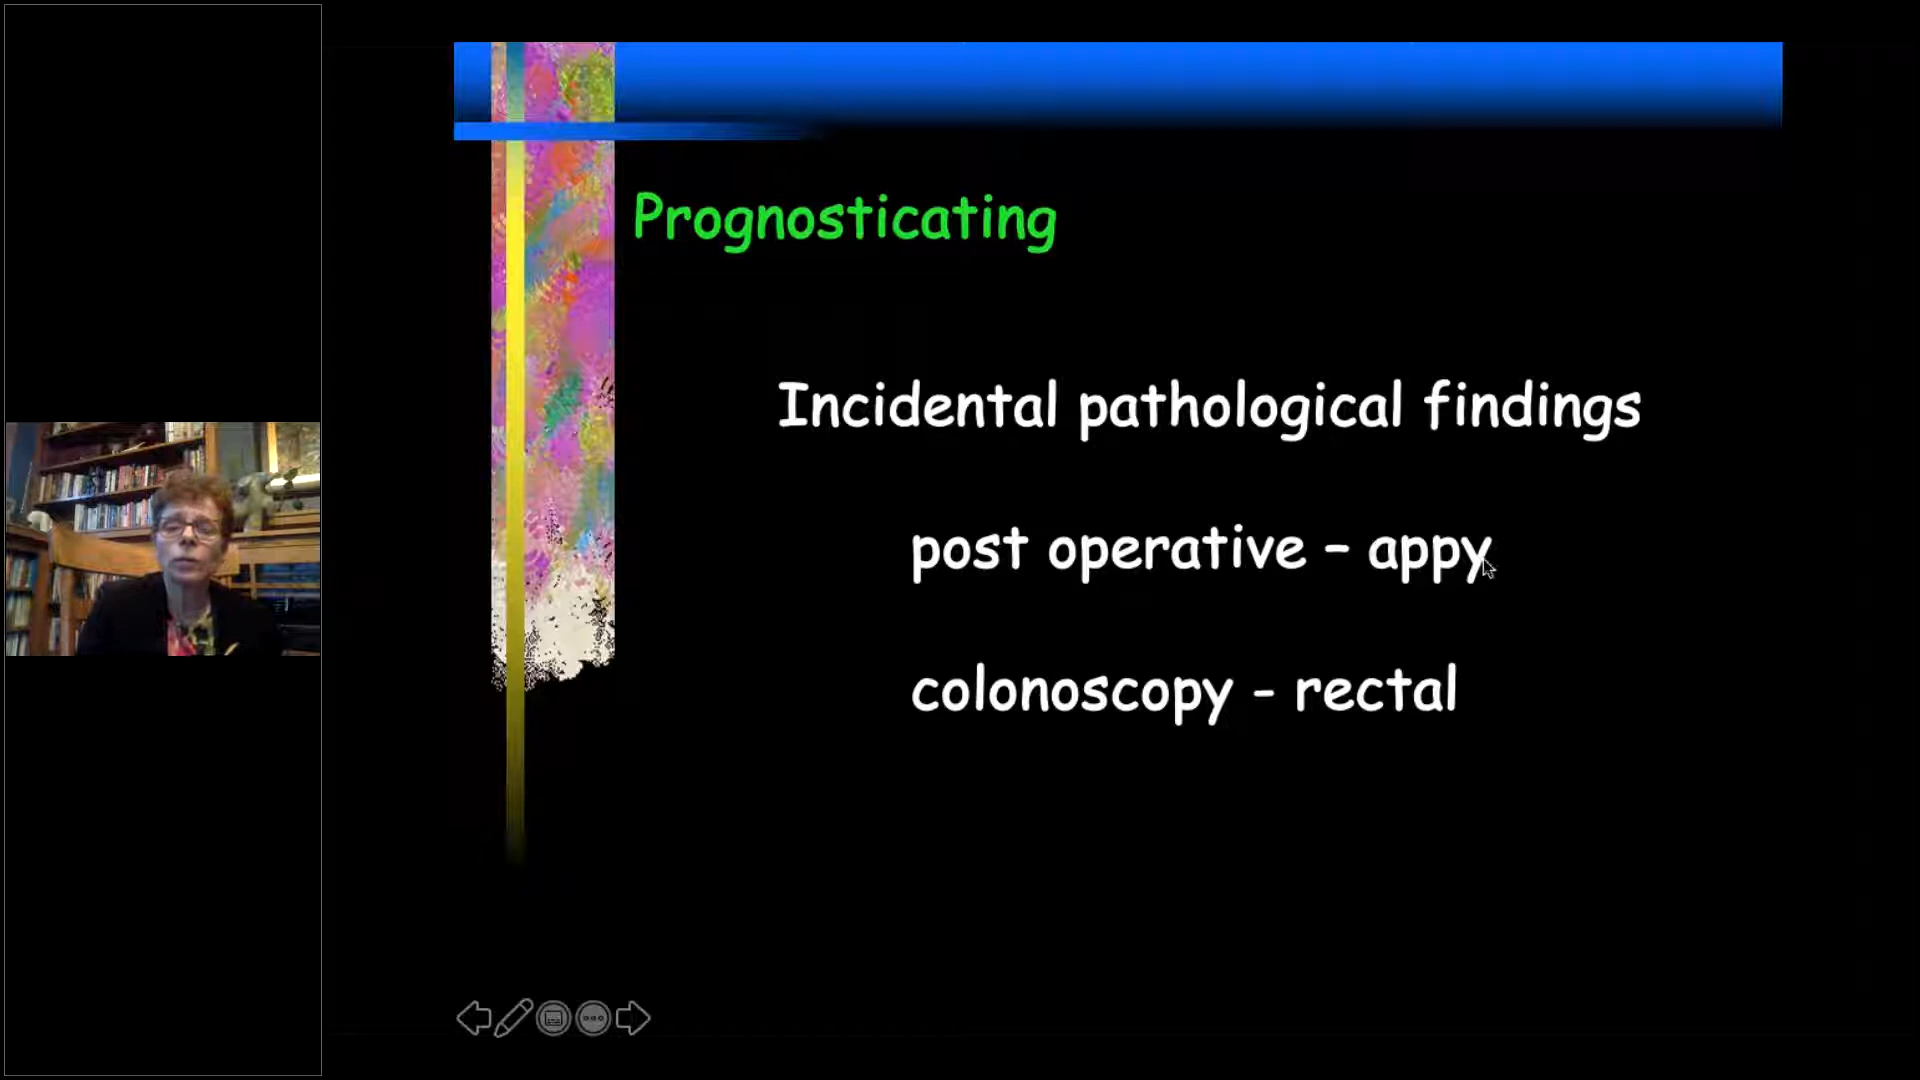 Prognosticating
Incidental pathological findings
post operative – appy
colonoscopy - rectal